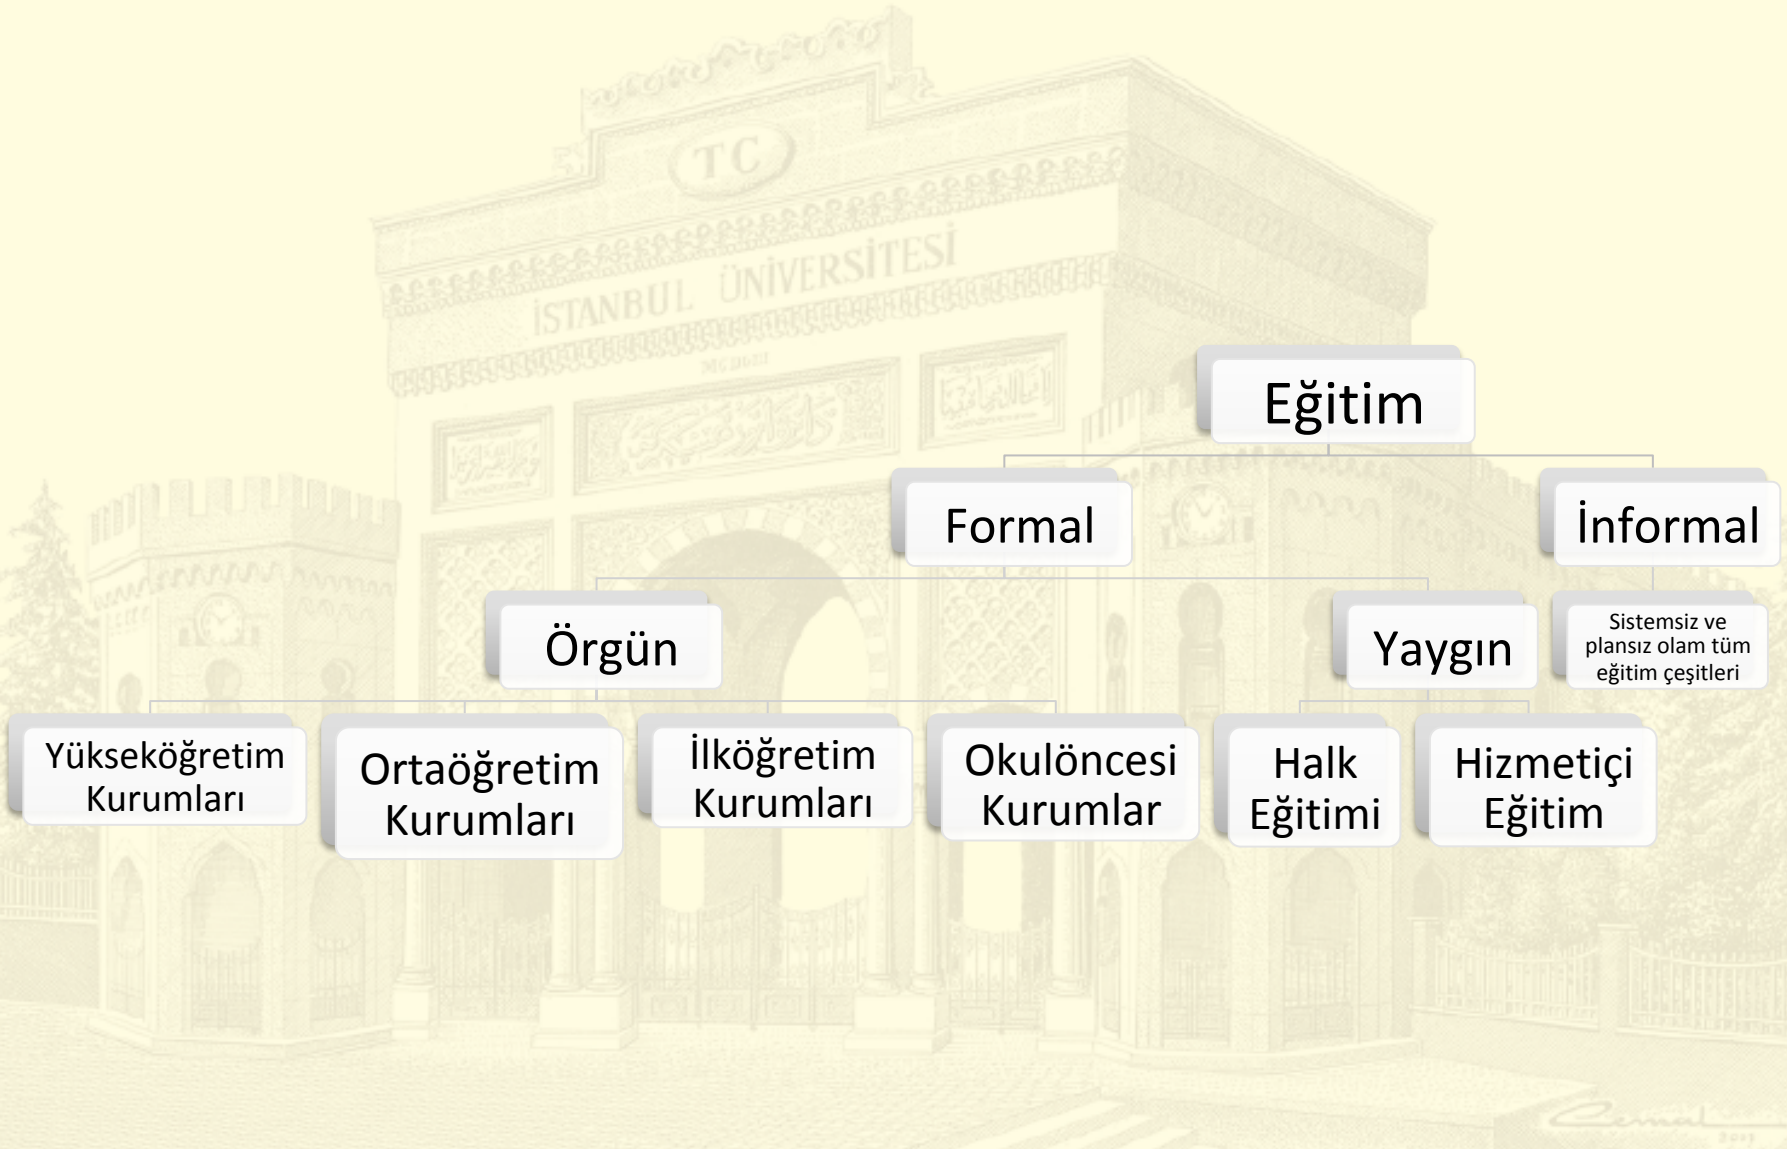 TC
İSTANBUL ÜNİVERSİTESİ
Eğitim
Formal
İnformal
Örgün
Yaygın
Sistemsiz ve
plansız olam tüm
eğitim çeşitleri
Yükseköğretim
Kurumları
Ortaöğretim
Kurumları
İlköğretim
Kurumları
Okulöncesi
Kurumlar
Halk
Eğitimi
Hizmetiçi
Eğitim
Cemal